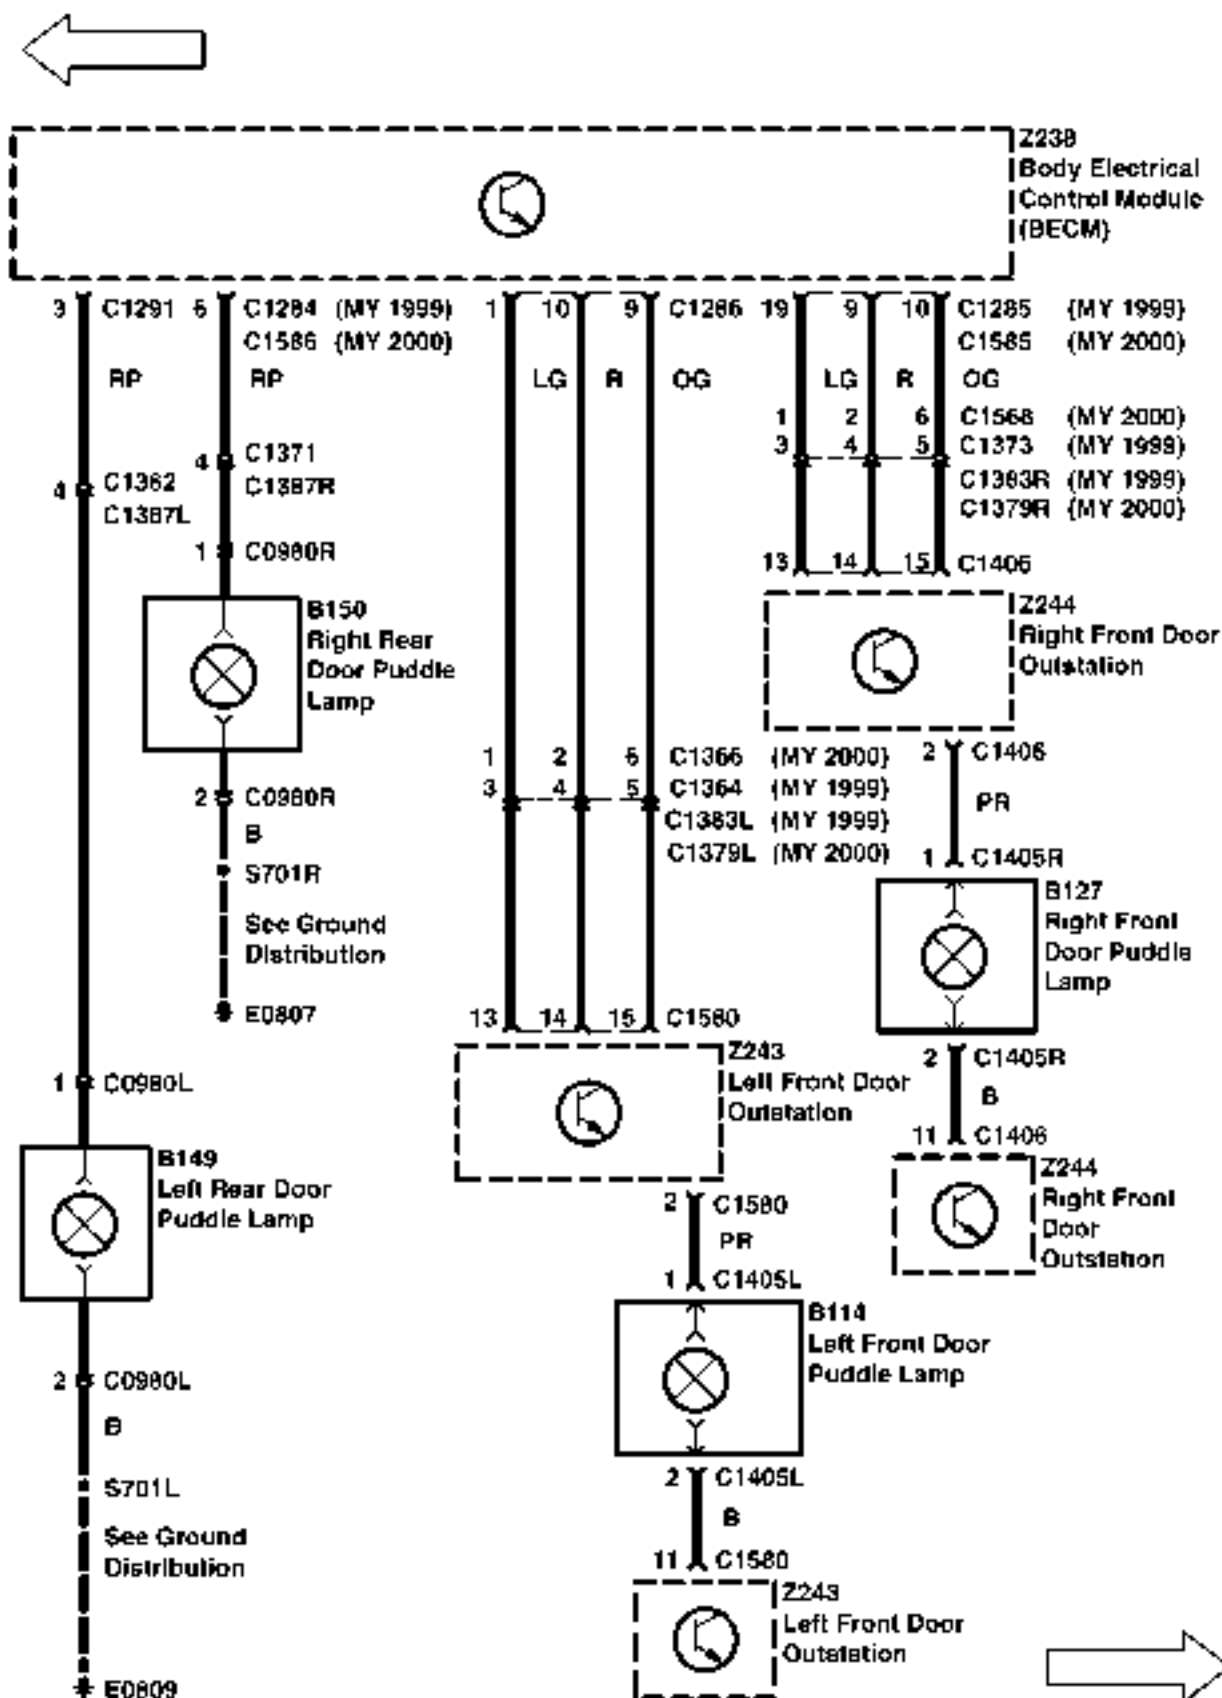 Z238
Body Electrical
Control Module
(BECM)
3 C1291 5 C1284 (MY 1999) 1 10 9 C1286 19 9 10 C1285 (MY 1999)
C1586 (MY 2000) C1585 (MY 2000)
RP RP LG R OG LG R OG
1 2 6 C1568 (MY 2000)
3 4 5 C1373 (MY 1999)
C1383R (MY 1999)
C1379R (MY 2000)
4 C1371
C1387R
4 C1362
C1387L
1 C0980R
13 14 15 C1406
B150
Right Rear
Door Puddle
Lamp
Z244
Right Front Door
Outstation
2 C1406
PR
1 2 6 C1366 (MY 2000)
3 4 5 C1364 (MY 1999)
C1383L (MY 1999)
C1379L (MY 2000)
1 C1405R
2 C0980R
B
S701R
See Ground
Distribution
E0807
B127
Right Front
Door Puddle
Lamp
13 14 15 C1580
2 C1405R
B
11 C1406
Z243
Left Front Door
Outstation
1 C0980L
B149
Left Rear Door
Puddle Lamp
Z244
Right Front
Door
Outstation
2 C1580
PR
1 C1405L
B114
Left Front Door
Puddle Lamp
2 C0980L
B
S701L
See Ground
Distribution
E0809
2 C1405L
B
11 C1580
Z243
Left Front Door
Outstation